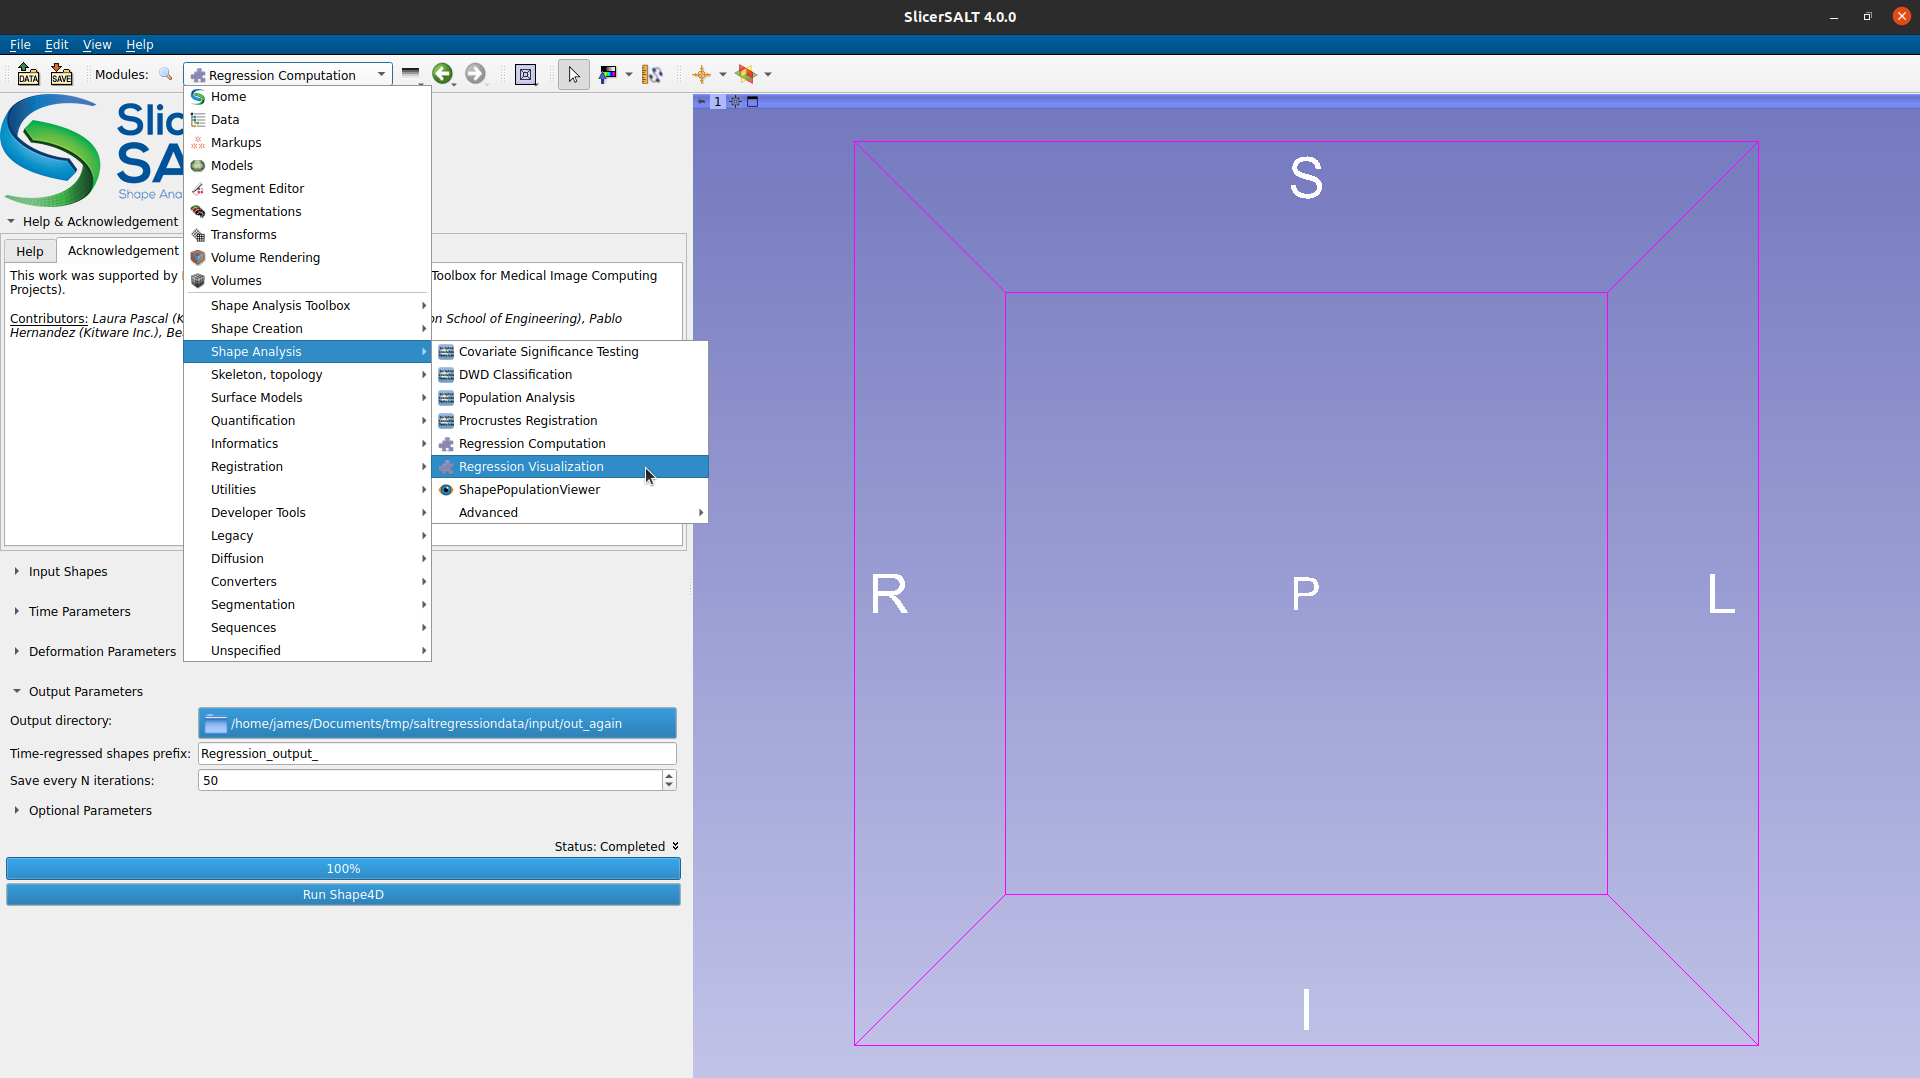 SlicerSALT 4.0.0
File Edit View Help
DATA SAVE Modules: Regression Computation
1
Slic
SA
Shape Ana
Help & Acknowledgement
Help Acknowledgement
This work was supported by
Toolbox for Medical Image Computing
Projects).
Contributors: Laura Pascal (K
on School of Engineering), Pablo
Hernandez (Kitware Inc.), Be
Home
Data
Markups
Models
Segment Editor
Segmentations
Transforms
Volume Rendering
Volumes
Shape Analysis Toolbox
Shape Creation
Shape Analysis
Skeleton, topology
Surface Models
Quantification
Informatics
Registration
Utilities
Developer Tools
Legacy
Diffusion
Converters
Segmentation
Sequences
Unspecified
Covariate Significance Testing
DWD Classification
Population Analysis
Procrustes Registration
Regression Computation
Regression Visualization
ShapePopulationViewer
Advanced
Input Shapes
Time Parameters
Deformation Parameters
Output Parameters
Output directory: /home/james/Documents/tmp/saltregressiondata/input/out_again
Time-regressed shapes prefix: Regression_output_
Save every N iterations: 50
Optional Parameters
Status: Completed
100%
Run Shape4D
S
R P L
I